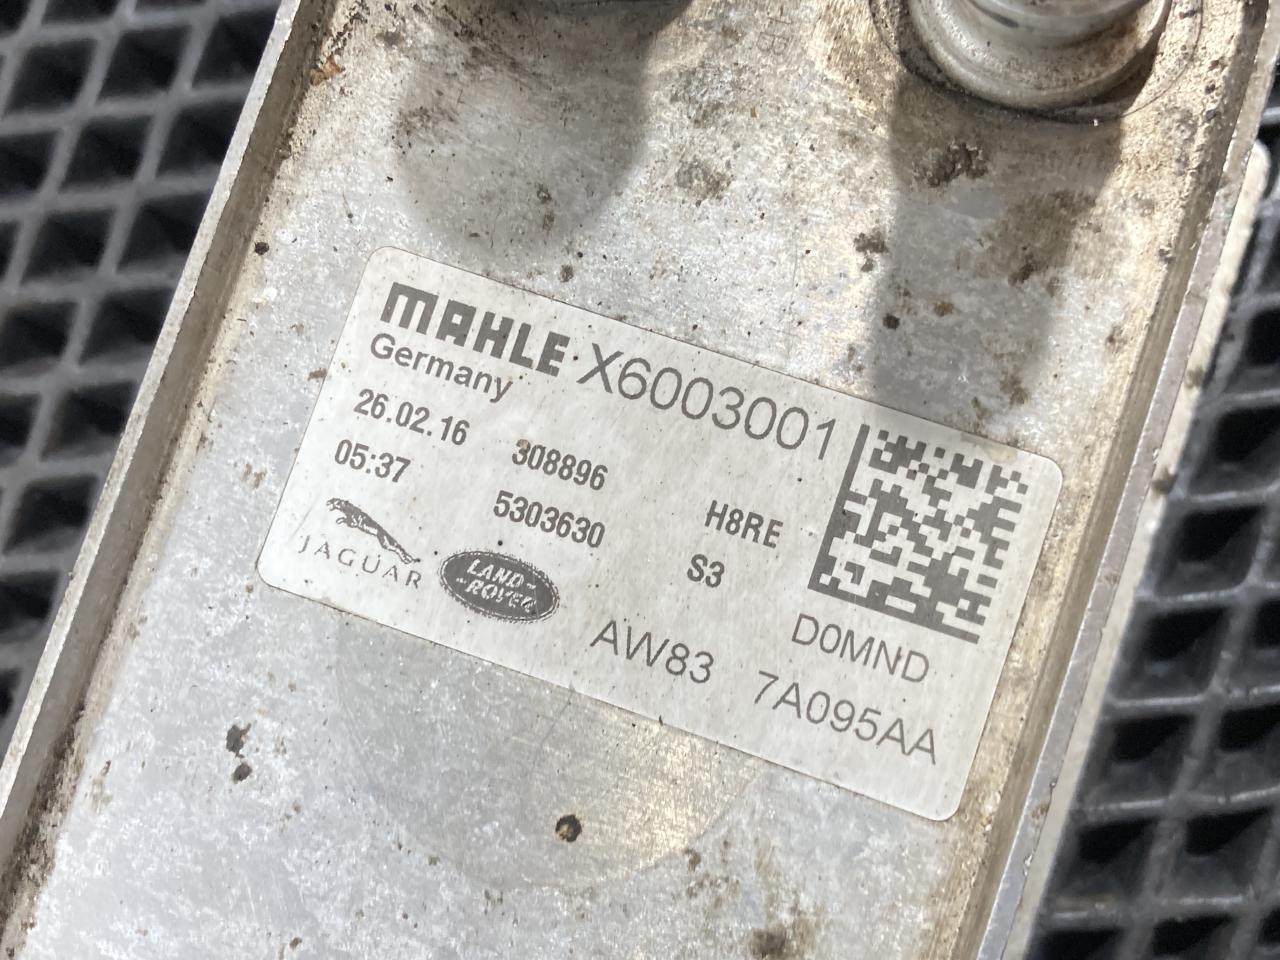 MAHLE X6003001
Germany
26.02.16 308896
05:37 5303630 H8RE
S3
JAGUAR LAND-
-ROVER
D0MND
AW83 7A095AA